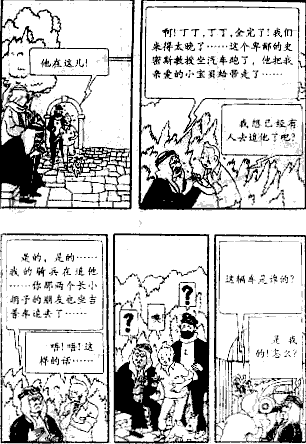 他在这儿!
啊!丁丁,丁丁,全完了!我们
来得太晚了……这个卑鄙的史
密斯教授空汽车跑了,他把我
亲爱的小宝贝给带走了……
我想已经有
人去追他了吧?
是的,是的……
我的骑兵在追他
……你那两个长小
胡子的朋友也空吉
普车追去了……
唔!唔!这
样的话……
?
?
这辆车是谁的?
是我
的!怎么?